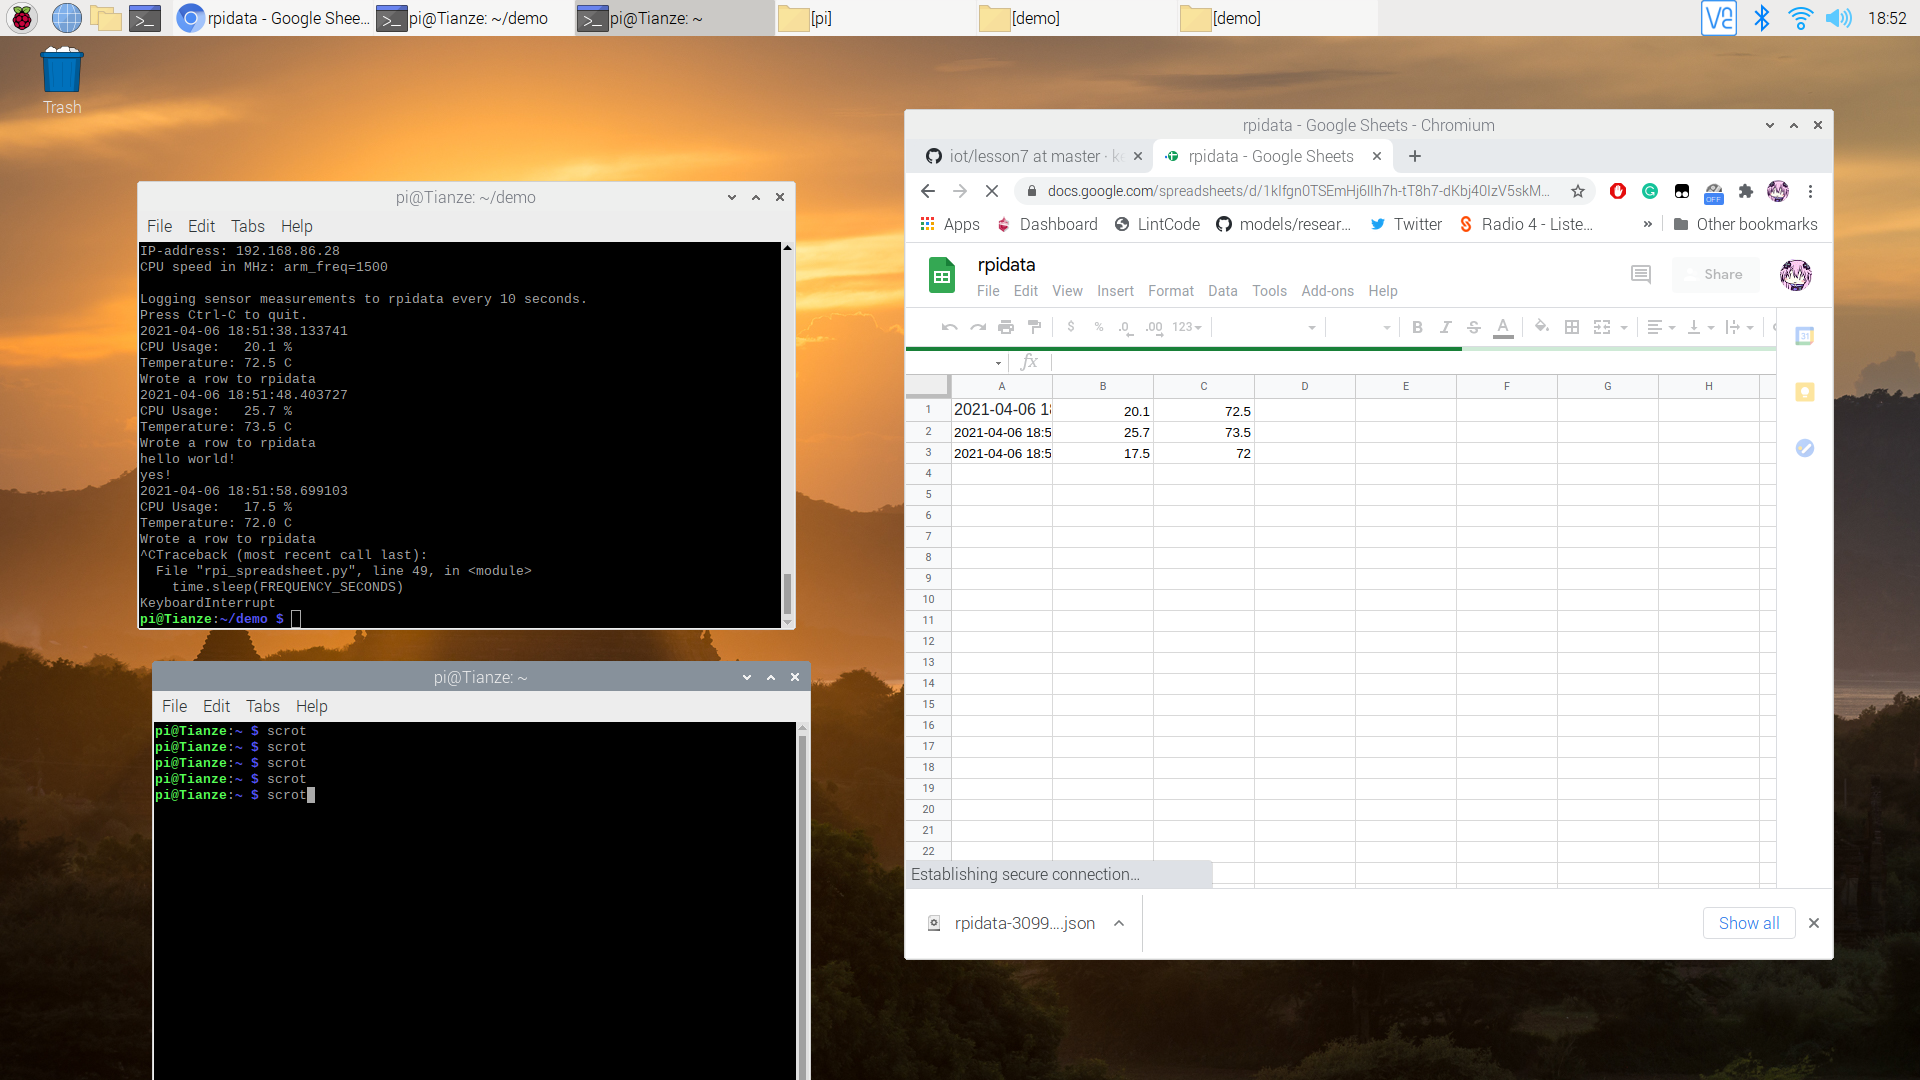 rpidata - Google Shee...
pi@Tianze: ~/demo
pi@Tianze: ~
[pi]
[demo]
[demo]
18:52
Trash
pi@Tianze: ~/demo
File Edit Tabs Help
IP-address: 192.168.86.28
CPU speed in MHz: arm_freq=1500
Logging sensor measurements to rpidata every 10 seconds.
Press Ctrl-C to quit.
2021-04-06 18:51:38.133741
CPU Usage:   20.1 %
Temperature: 72.5 C
Wrote a row to rpidata
2021-04-06 18:51:48.403727
CPU Usage:   25.7 %
Temperature: 73.5 C
Wrote a row to rpidata
hello world!
yes!
2021-04-06 18:51:58.699103
CPU Usage:   17.5 %
Temperature: 72.0 C
Wrote a row to rpidata
^CTraceback (most recent call last):
  File "rpi_spreadsheet.py", line 49, in <module>
    time.sleep(FREQUENCY_SECONDS)
KeyboardInterrupt
pi@Tianze:~/demo $
pi@Tianze: ~
File Edit Tabs Help
pi@Tianze:~ $ scrot
pi@Tianze:~ $ scrot
pi@Tianze:~ $ scrot
pi@Tianze:~ $ scrot
pi@Tianze:~ $ scrot
rpidata - Google Sheets - Chromium
iot/lesson7 at master · ke
rpidata - Google Sheets
OFF
Apps Dashboard LintCode models/resear... Twitter Radio 4 - Liste... » Other bookmarks
rpidata
Share
File Edit View Insert Format Data Tools Add-ons Help
$ % .0 .00 123 B I S A
31
fx
A B C D E F G H
1 2021-04-06 18 20.1 72.5
2 2021-04-06 18:5 25.7 73.5
3 2021-04-06 18:5 17.5 72
4
5
6
7
8
9
10
11
12
13
14
15
16
17
18
19
20
21
22
Establishing secure connection...
rpidata-3099....json
Show all